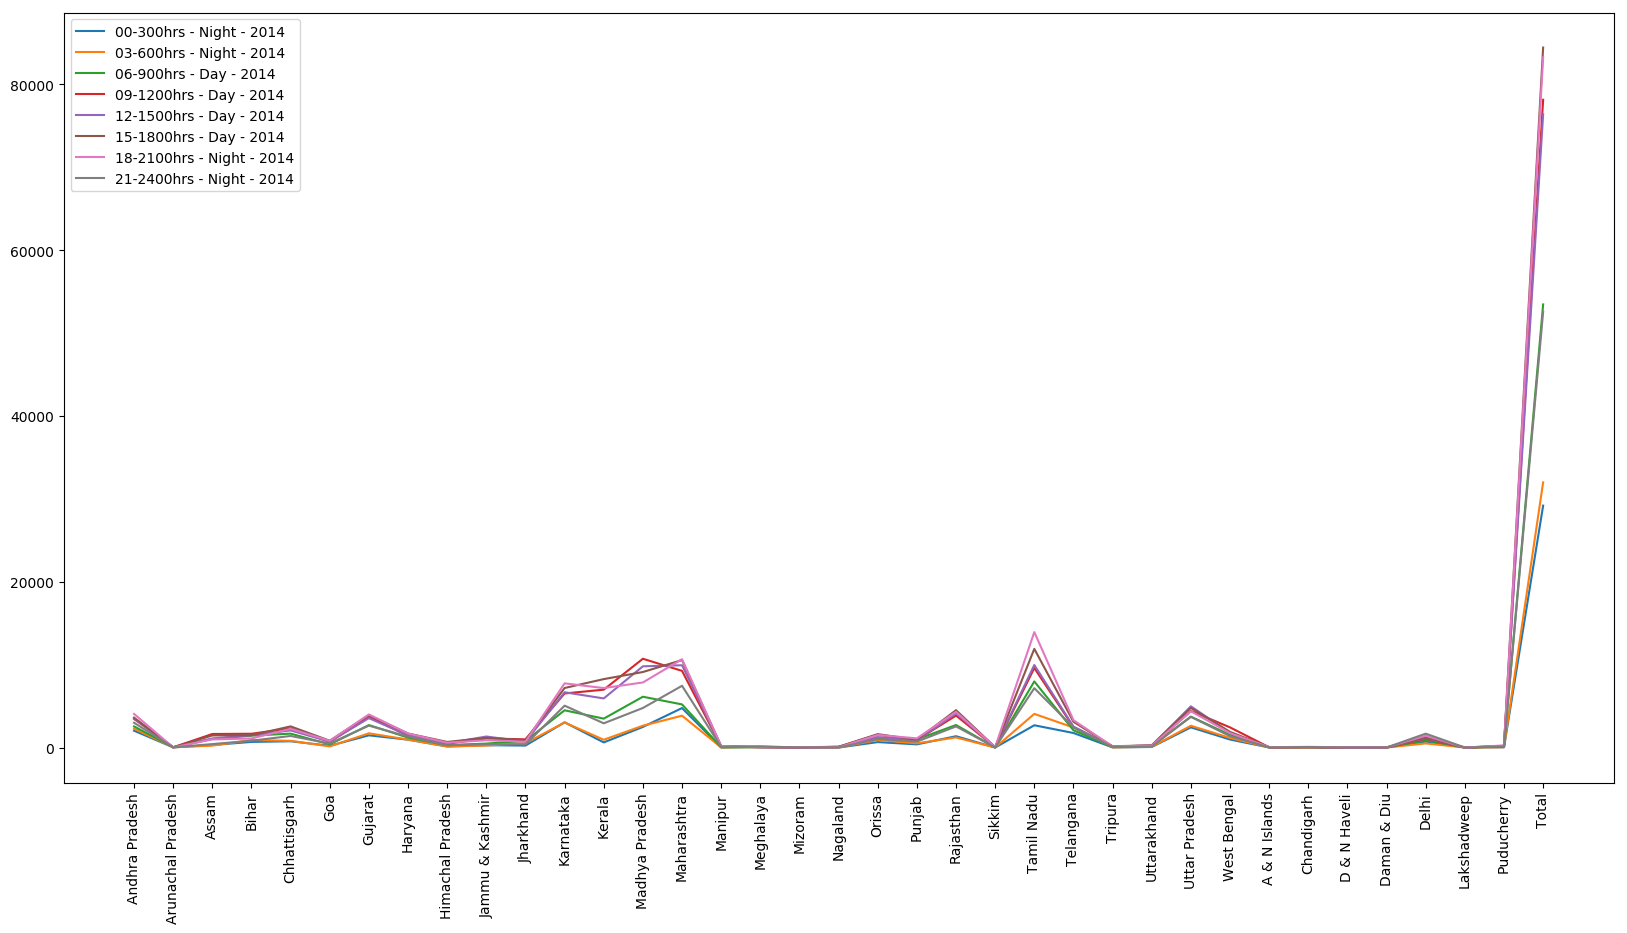 00-300hrs - Night - 2014
03-600hrs - Night - 2014
06-900hrs - Day - 2014
09-1200hrs - Day - 2014
12-1500hrs - Day - 2014
15-1800hrs - Day - 2014
18-2100hrs - Night - 2014
21-2400hrs - Night - 2014
80000
60000
40000
20000
0
Andhra Pradesh
Arunachal Pradesh
Assam
Bihar
Chhattisgarh
Goa
Gujarat
Haryana
Himachal Pradesh
Jammu & Kashmir
Jharkhand
Karnataka
Kerala
Madhya Pradesh
Maharashtra
Manipur
Meghalaya
Mizoram
Nagaland
Orissa
Punjab
Rajasthan
Sikkim
Tamil Nadu
Telangana
Tripura
Uttarakhand
Uttar Pradesh
West Bengal
A & N Islands
Chandigarh
D & N Haveli
Daman & Diu
Delhi
Lakshadweep
Puducherry
Total